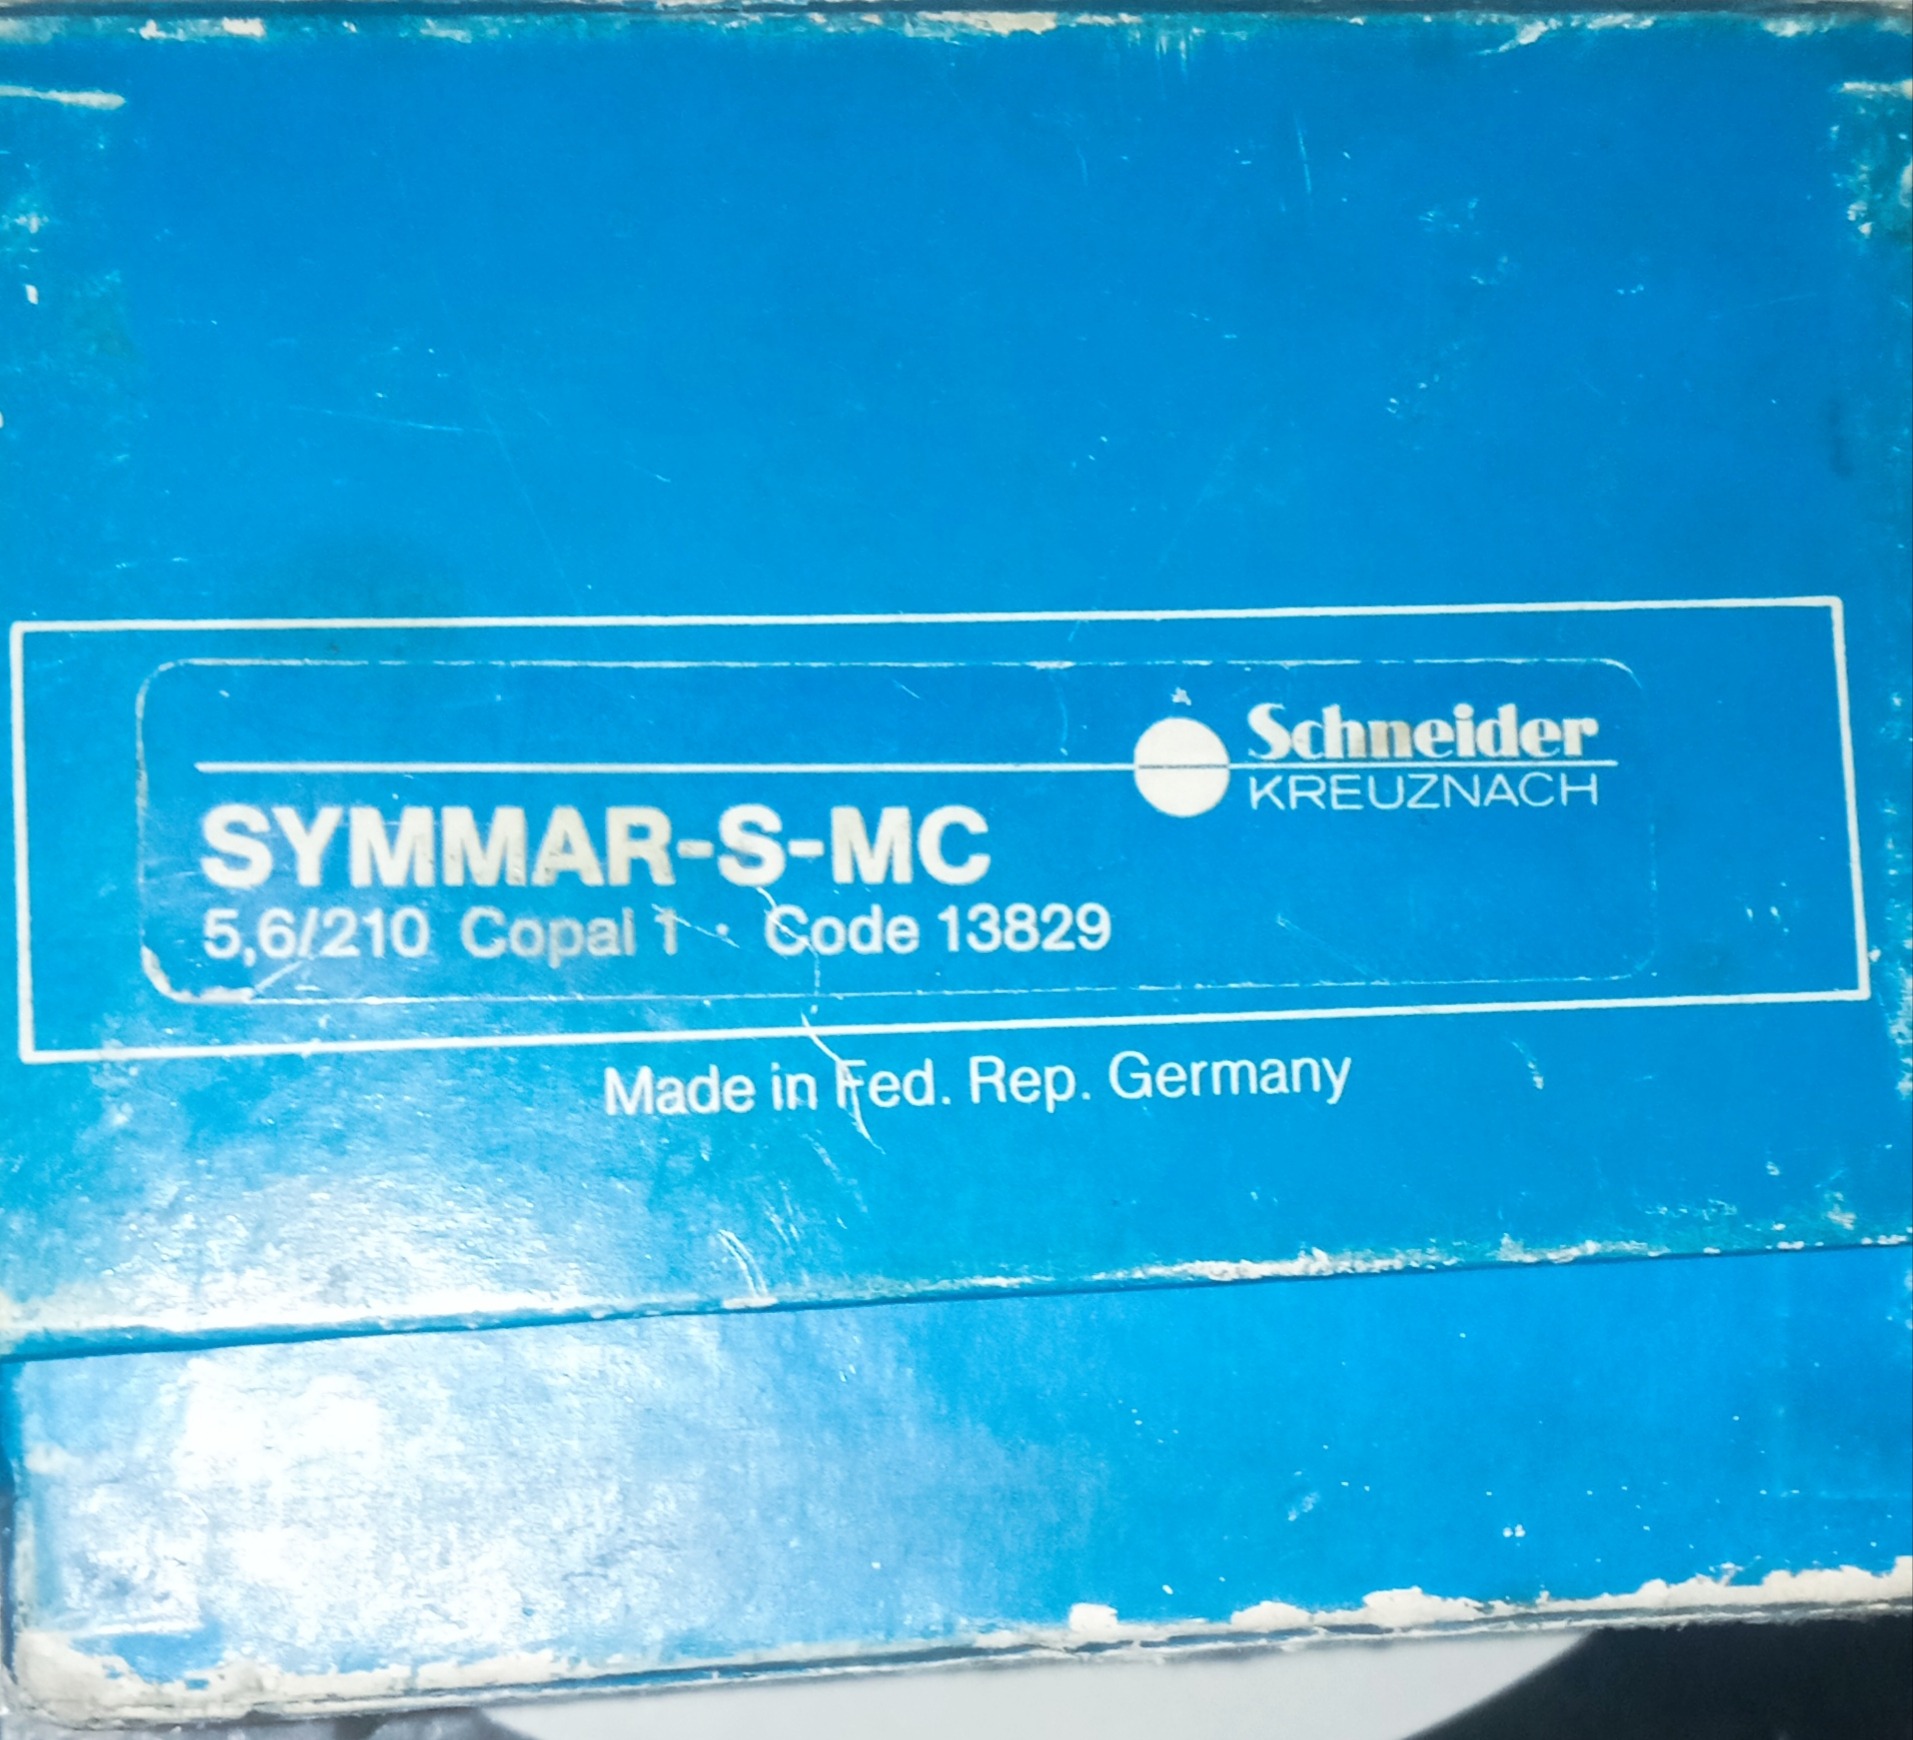 Schneider
KREUZNACH
SYMMAR-S-MC
5,6/210 Copal 1 · Code 13829
Made in Fed. Rep. Germany